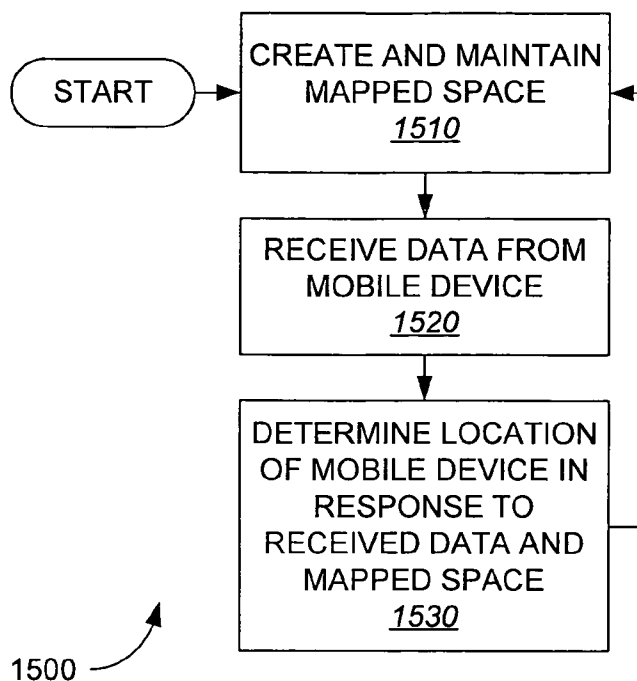 START
CREATE AND MAINTAIN
MAPPED SPACE
1510
RECEIVE DATA FROM
MOBILE DEVICE
1520
DETERMINE LOCATION
OF MOBILE DEVICE IN
RESPONSE TO
RECEIVED DATA AND
MAPPED SPACE
1530
1500